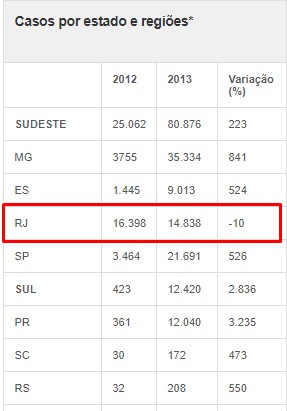 Casos por estado e regiões*
2012 2013 Variação (%)
SUDESTE 25.062 80.876 223
MG 3755 35.334 841
ES 1.445 9.013 524
RJ 16.398 14.838 -10
SP 3.464 21.691 526
SUL 423 12.420 2.836
PR 361 12.040 3.235
SC 30 172 473
RS 32 208 550